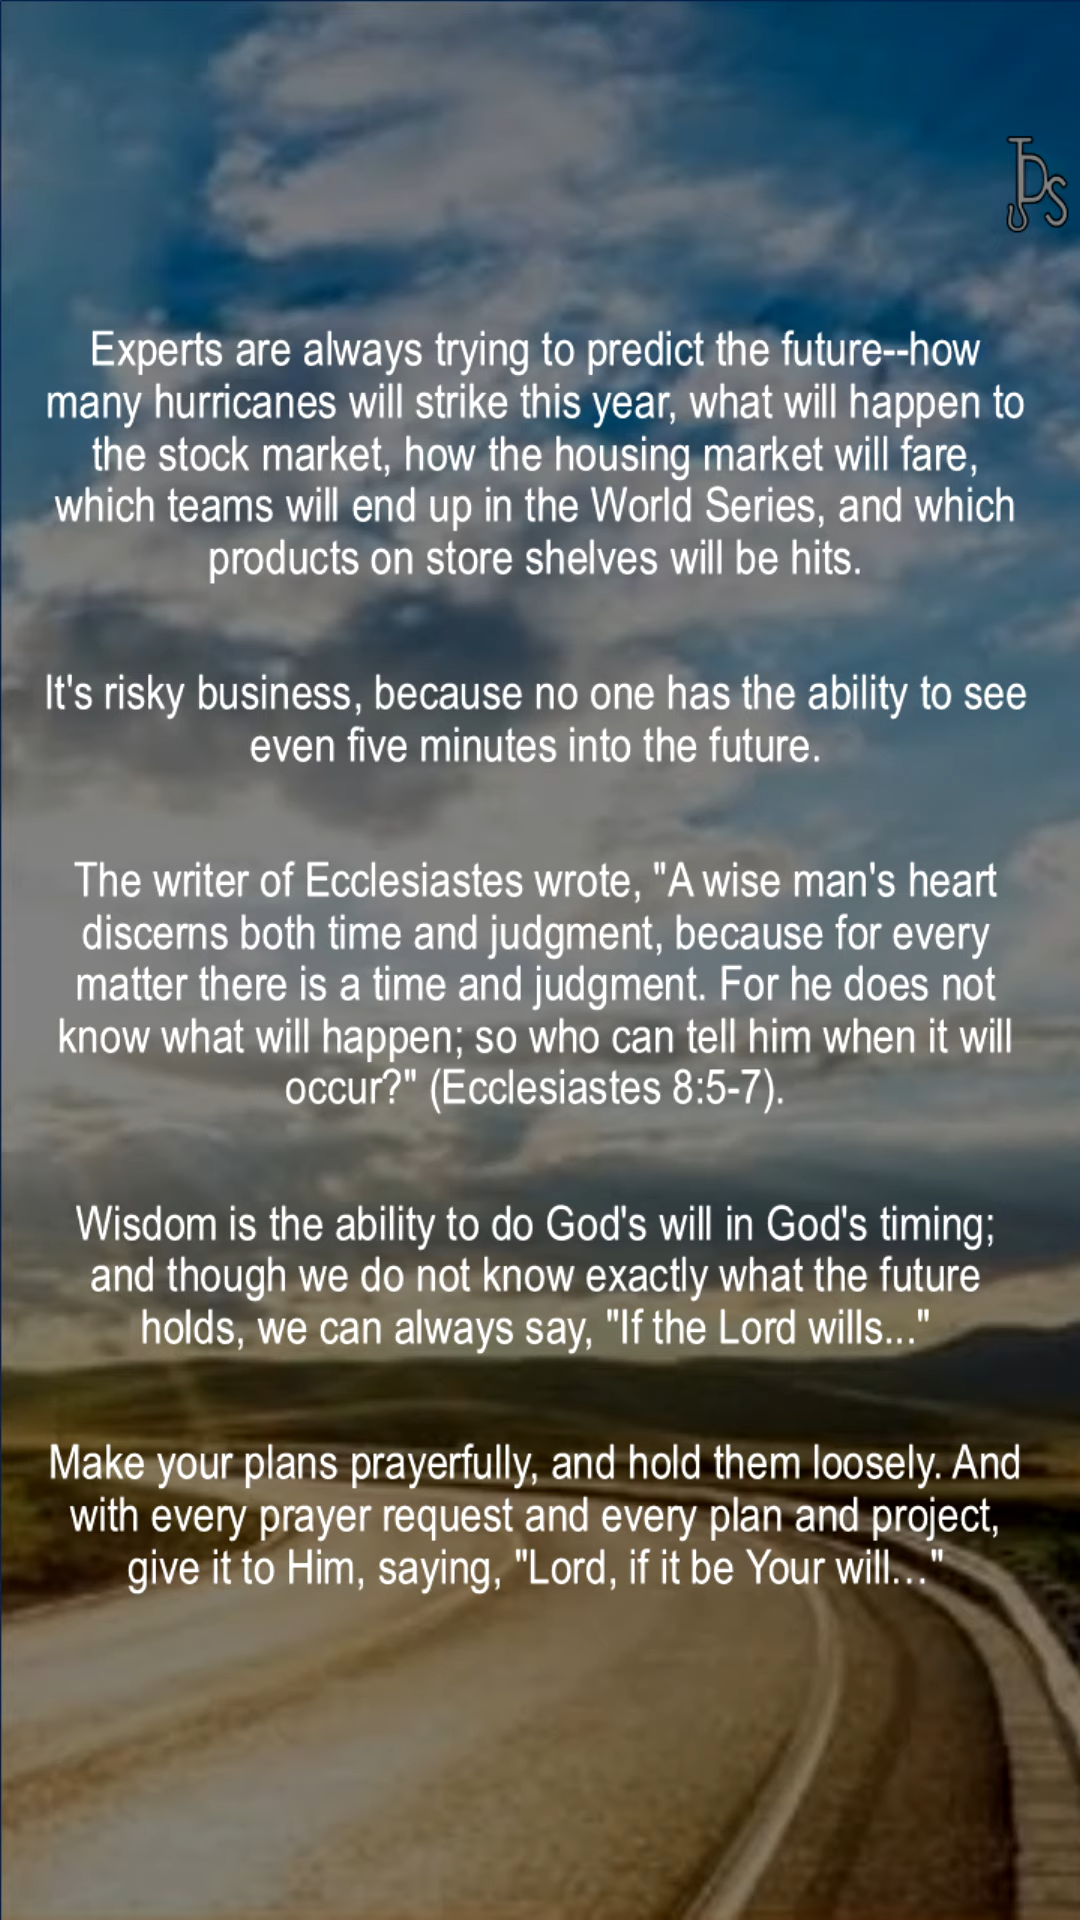 JDS
Experts are always trying to predict the future--how
many hurricanes will strike this year, what will happen to
the stock market, how the housing market will fare,
which teams will end up in the World Series, and which
products on store shelves will be hits.
It's risky business, because no one has the ability to see
even five minutes into the future.
The writer of Ecclesiastes wrote, "A wise man's heart
discerns both time and judgment, because for every
matter there is a time and judgment. For he does not
know what will happen; so who can tell him when it will
occur?" (Ecclesiastes 8:5-7).
Wisdom is the ability to do God's will in God's timing;
and though we do not know exactly what the future
holds, we can always say, "If the Lord wills..."
Make your plans prayerfully, and hold them loosely. And
with every prayer request and every plan and project,
give it to Him, saying, "Lord, if it be Your will…"